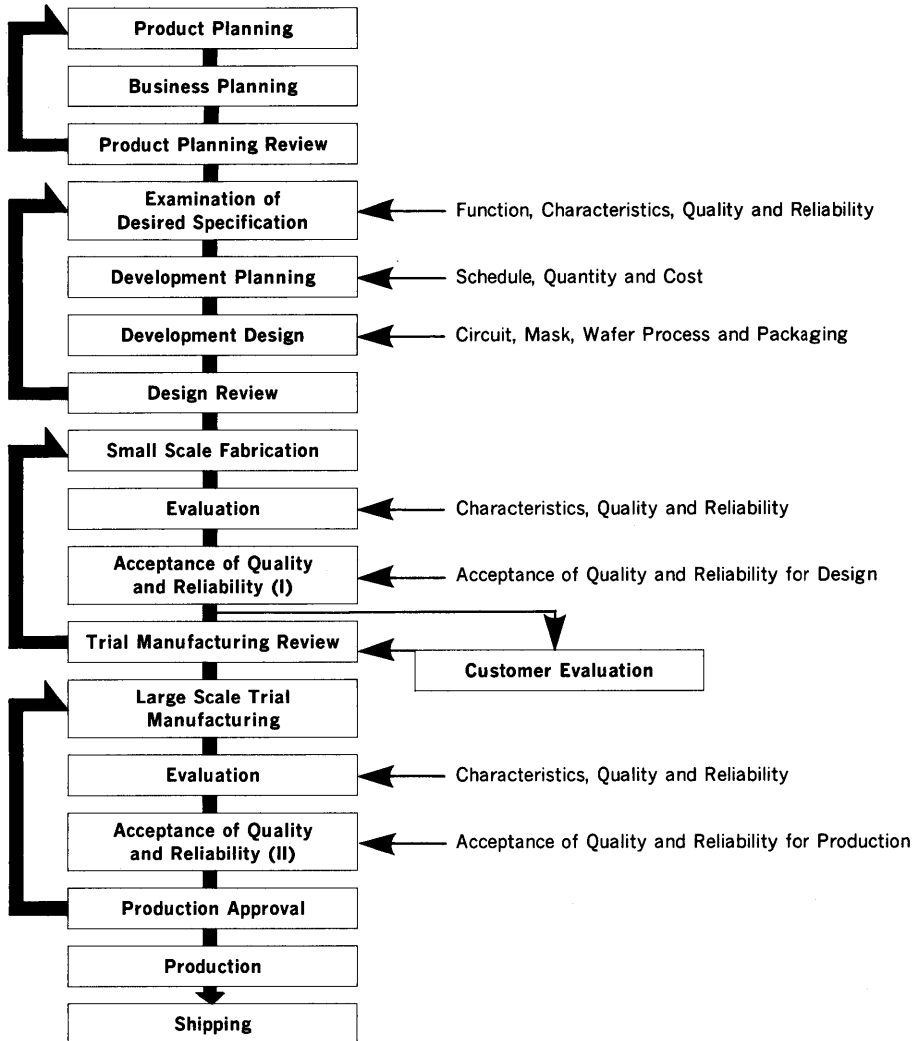 Product Planning
Business Planning
Product Planning Review
Examination of
Desired Specification
Function, Characteristics, Quality and Reliability
Development Planning
Schedule, Quantity and Cost
Development Design
Circuit, Mask, Wafer Process and Packaging
Design Review
Small Scale Fabrication
Evaluation
Characteristics, Quality and Reliability
Acceptance of Quality
and Reliability (I)
Acceptance of Quality and Reliability for Design
Trial Manufacturing Review
Customer Evaluation
Large Scale Trial
Manufacturing
Evaluation
Characteristics, Quality and Reliability
Acceptance of Quality
and Reliability (II)
Acceptance of Quality and Reliability for Production
Production Approval
Production
Shipping